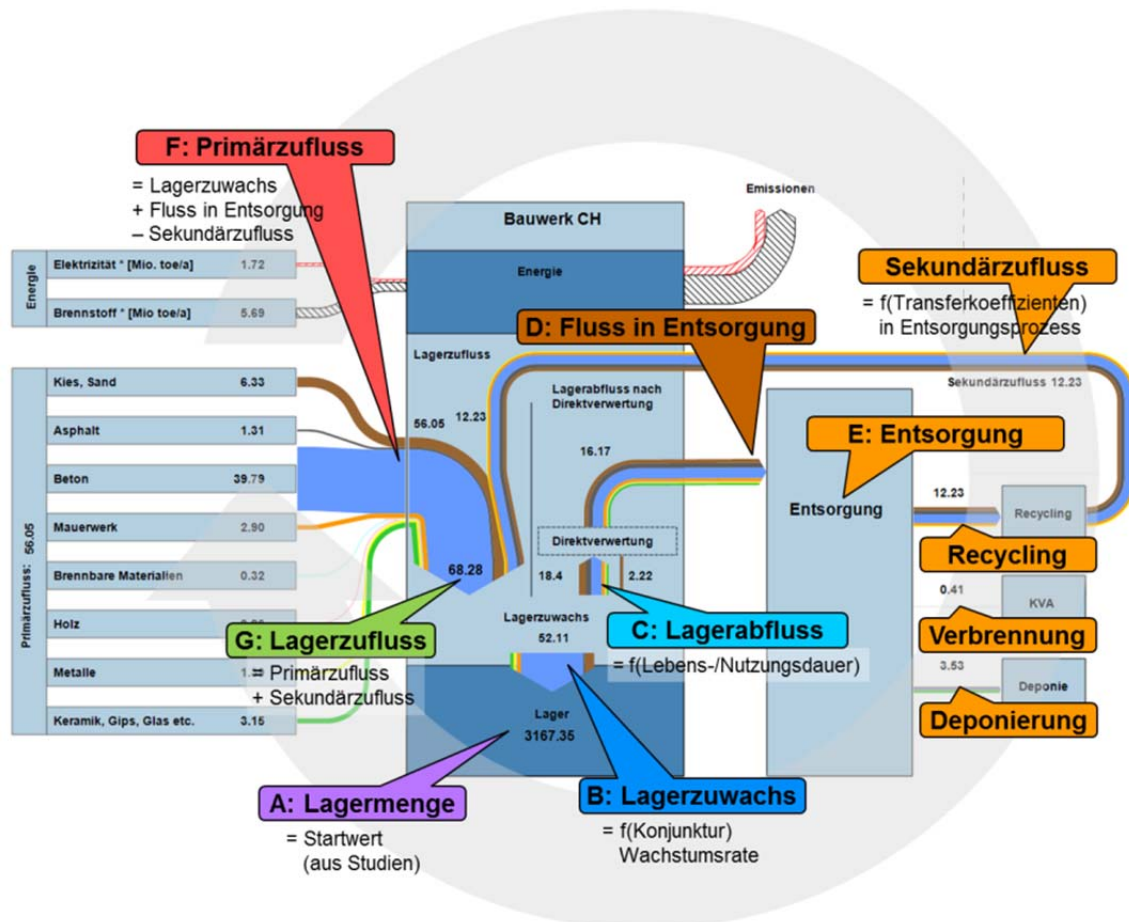 F: Primärzufluss
= Lagerzuwachs
+ Fluss in Entsorgung
– Sekundärzufluss
Emissionen
Bauwerk CH
Energie
Energie
Elektrizität * [Mio. toe/a] 1.72
Brennstoff * [Mio toe/a] 5.69
Sekundärzufluss
= f(Transferkoeffizienten)
in Entsorgungsprozess
D: Fluss in Entsorgung
Lagerzufluss
56.05
12.23
Lagerabfluss nach
Direktverwertung
16.17
Sekundärzufluss 12.23
Primärzufluss: 56.05
Kies, Sand 6.33
Asphalt 1.31
Beton 39.79
Mauerwerk 2.90
Brennbare Materialien 0.32
Holz
Metalle
Keramik, Gips, Glas etc. 3.15
E: Entsorgung
Entsorgung
12.23
Recycling
Recycling
0.41
KVA
Verbrennung
3.53
Deponie
Deponierung
Direktverwertung
68.28
18.4
2.22
G: Lagerzufluss
= Primärzufluss
+ Sekundärzufluss
Lagerzuwachs
52.11
C: Lagerabfluss
= f(Lebens-/Nutzungsdauer)
Lager
3167.35
A: Lagermenge
= Startwert
(aus Studien)
B: Lagerzuwachs
= f(Konjunktur)
Wachstumsrate